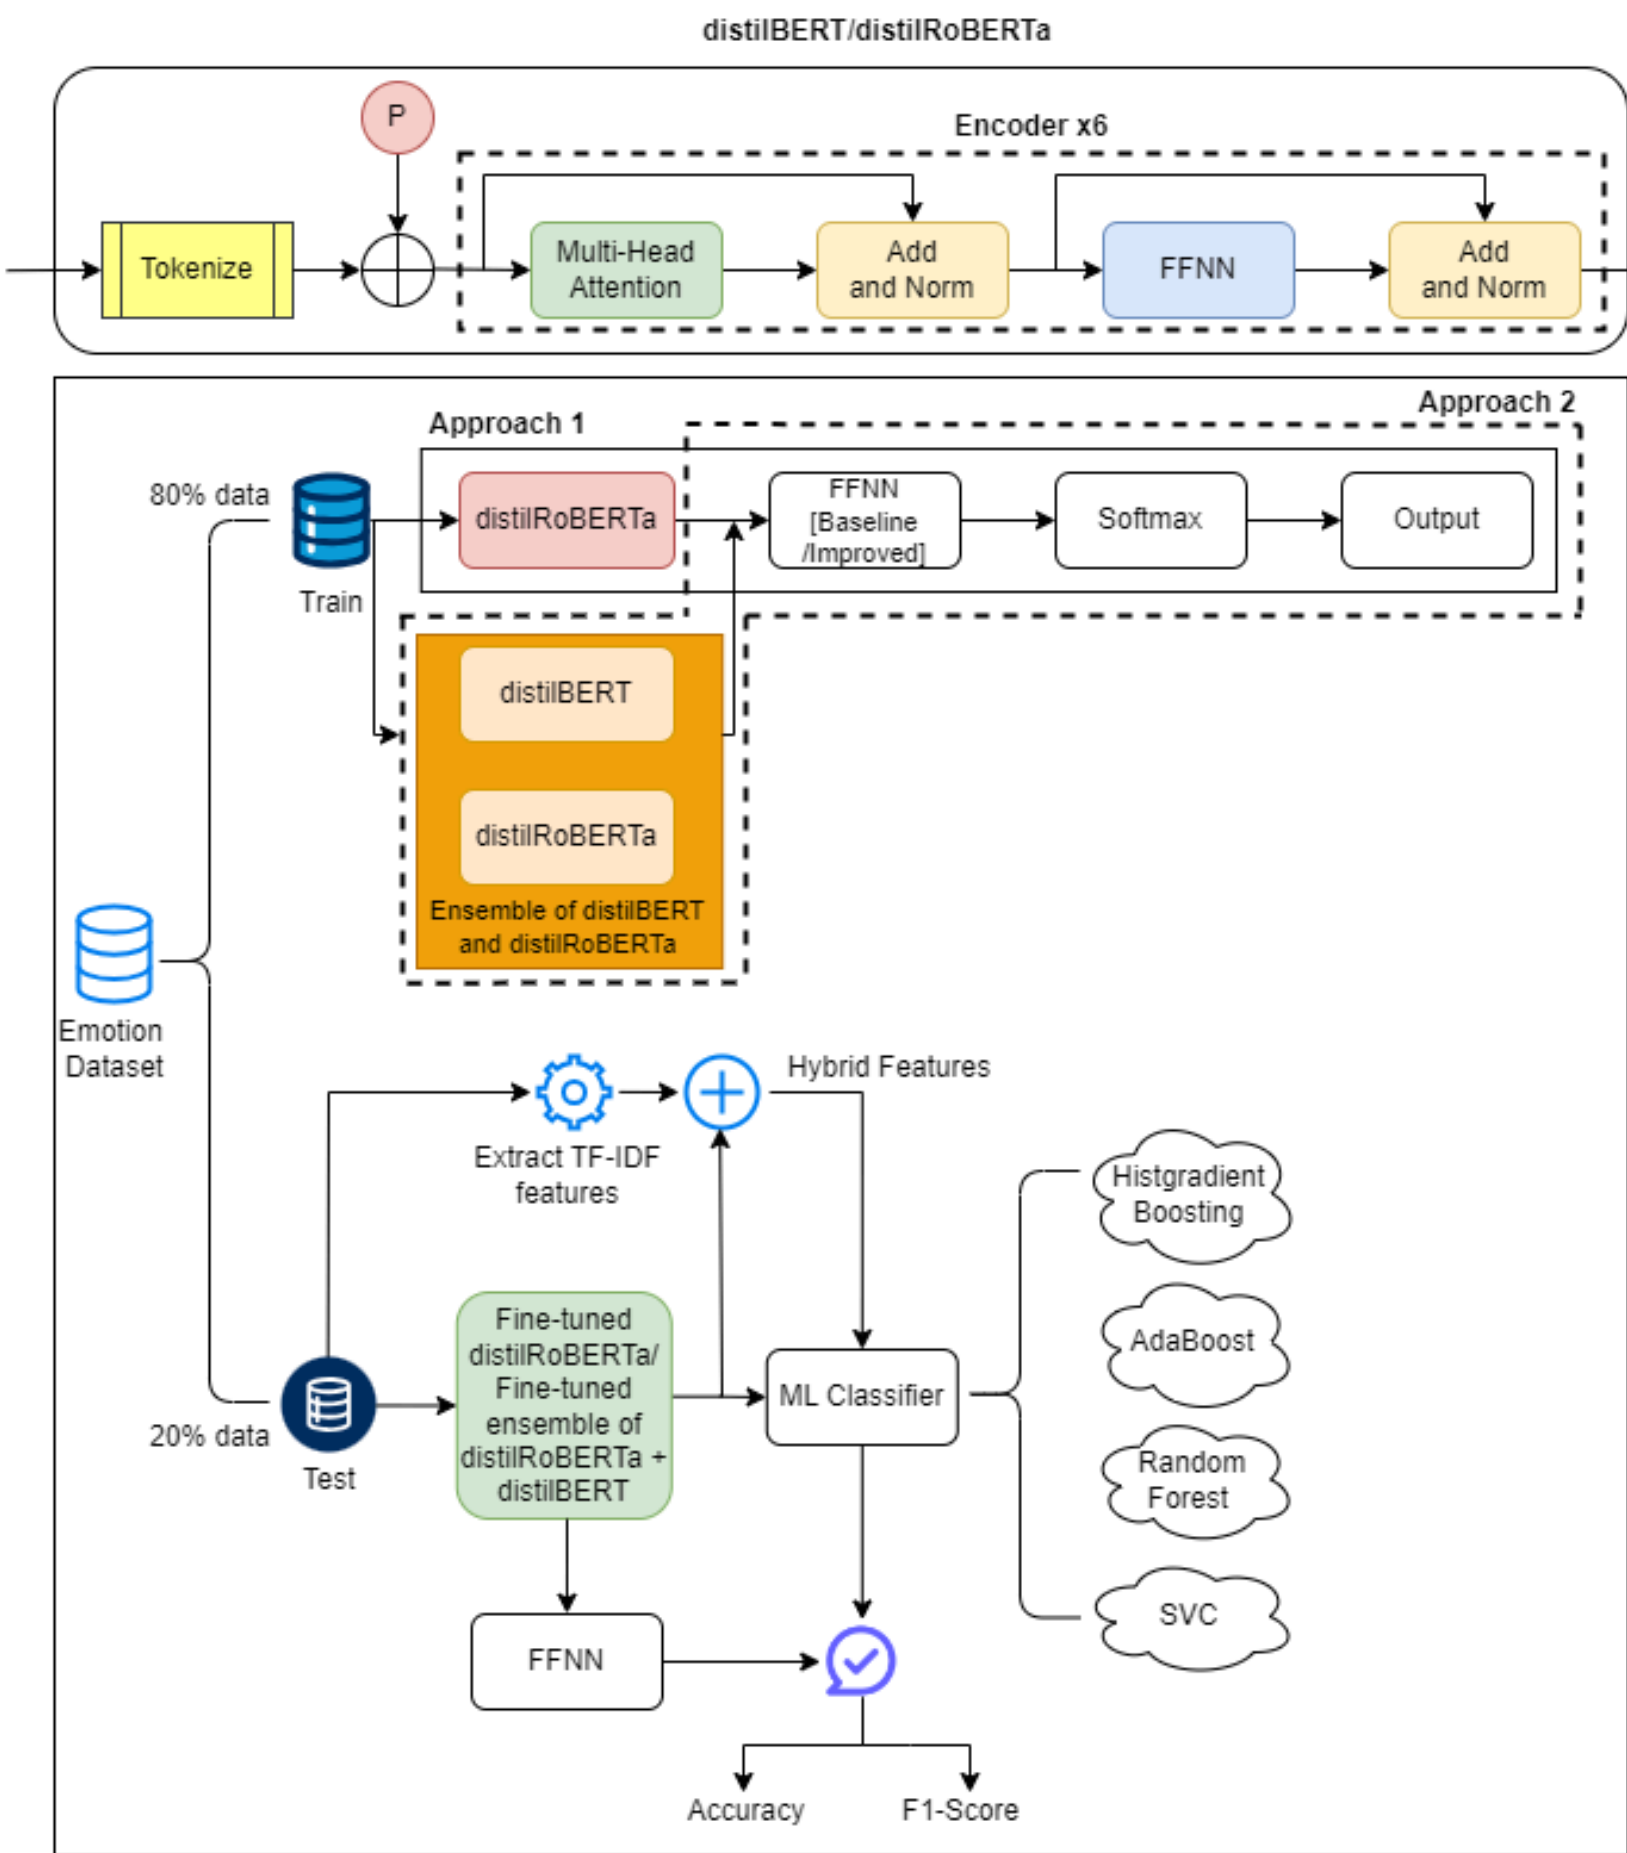 distilBERT/distilRoBERTa
P
Encoder x6
Tokenize
Multi-Head
Attention
Add
and Norm
FFNN
Add
and Norm
Approach 1
Approach 2
80% data
Train
distilRoBERTa
FFNN
[Baseline
/Improved]
Softmax
Output
distilBERT
distilRoBERTa
Ensemble of distilBERT
and distilRoBERTa
Emotion
Dataset
Hybrid Features
Extract TF-IDF
features
Histgradient
Boosting
AdaBoost
Random
Forest
SVC
Fine-tuned
distilRoBERTa/
Fine-tuned
ensemble of
distilRoBERTa +
distilBERT
ML Classifier
20% data
Test
FFNN
Accuracy
F1-Score